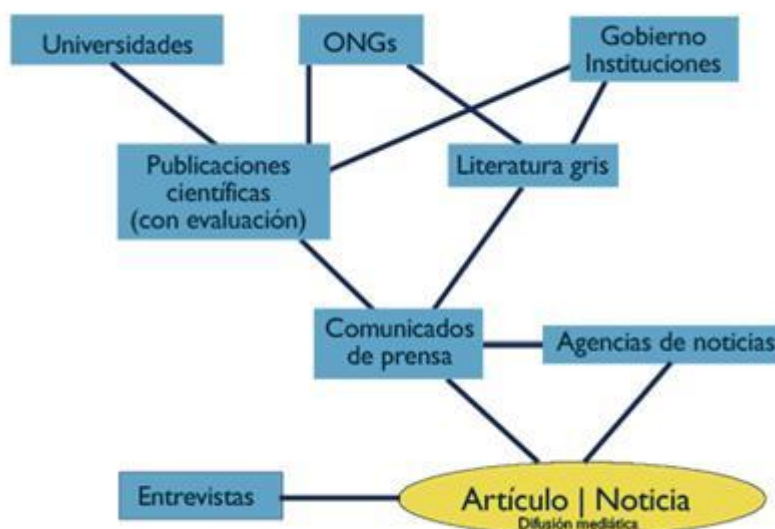 Universidades
ONGs
Gobierno
Instituciones
Publicaciones
científicas
(con evaluación)
Literatura gris
Comunicados
de prensa
Agencias de noticias
Entrevistas
Artículo | Noticia
Difusión mediática